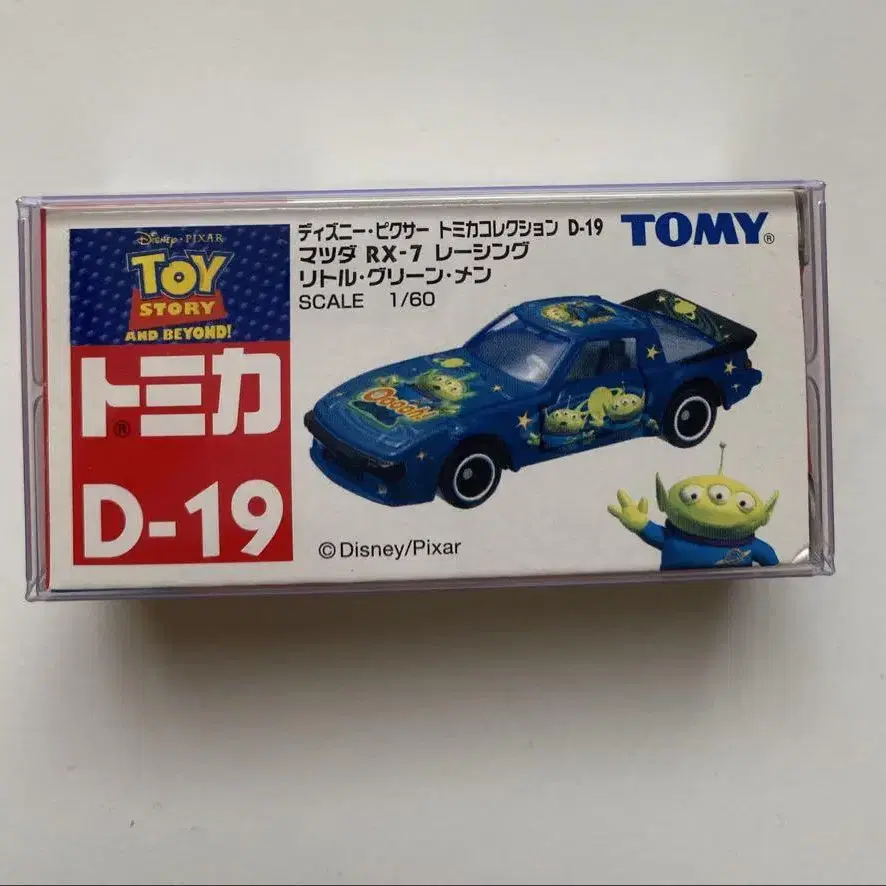 DISNEY・PIXAR
TOY
STORY
AND BEYOND!
トミカ®
D-19
ディズニー・ピクサー トミカコレクション D-19
マツダ RX-7 レーシング
リトル・グリーン・メン
SCALE 1/60
TOMY®
Ooooh!
©Disney/Pixar